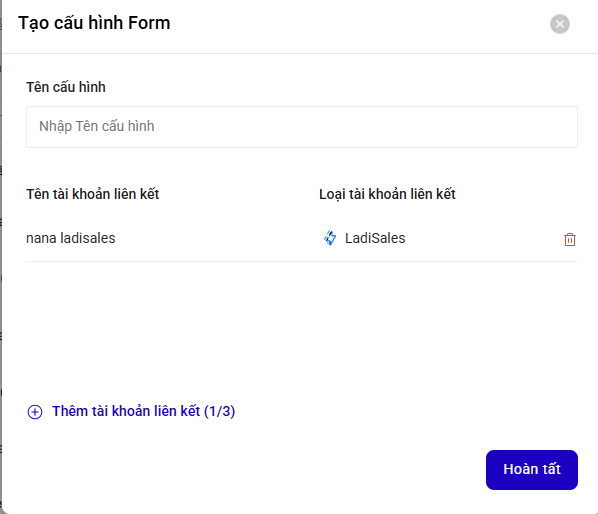 Tạo cấu hình Form
Tên cấu hình
Nhập Tên cấu hình
Tên tài khoản liên kết Loại tài khoản liên kết
nana ladisales LadiSales
Thêm tài khoản liên kết (1/3)
Hoàn tất